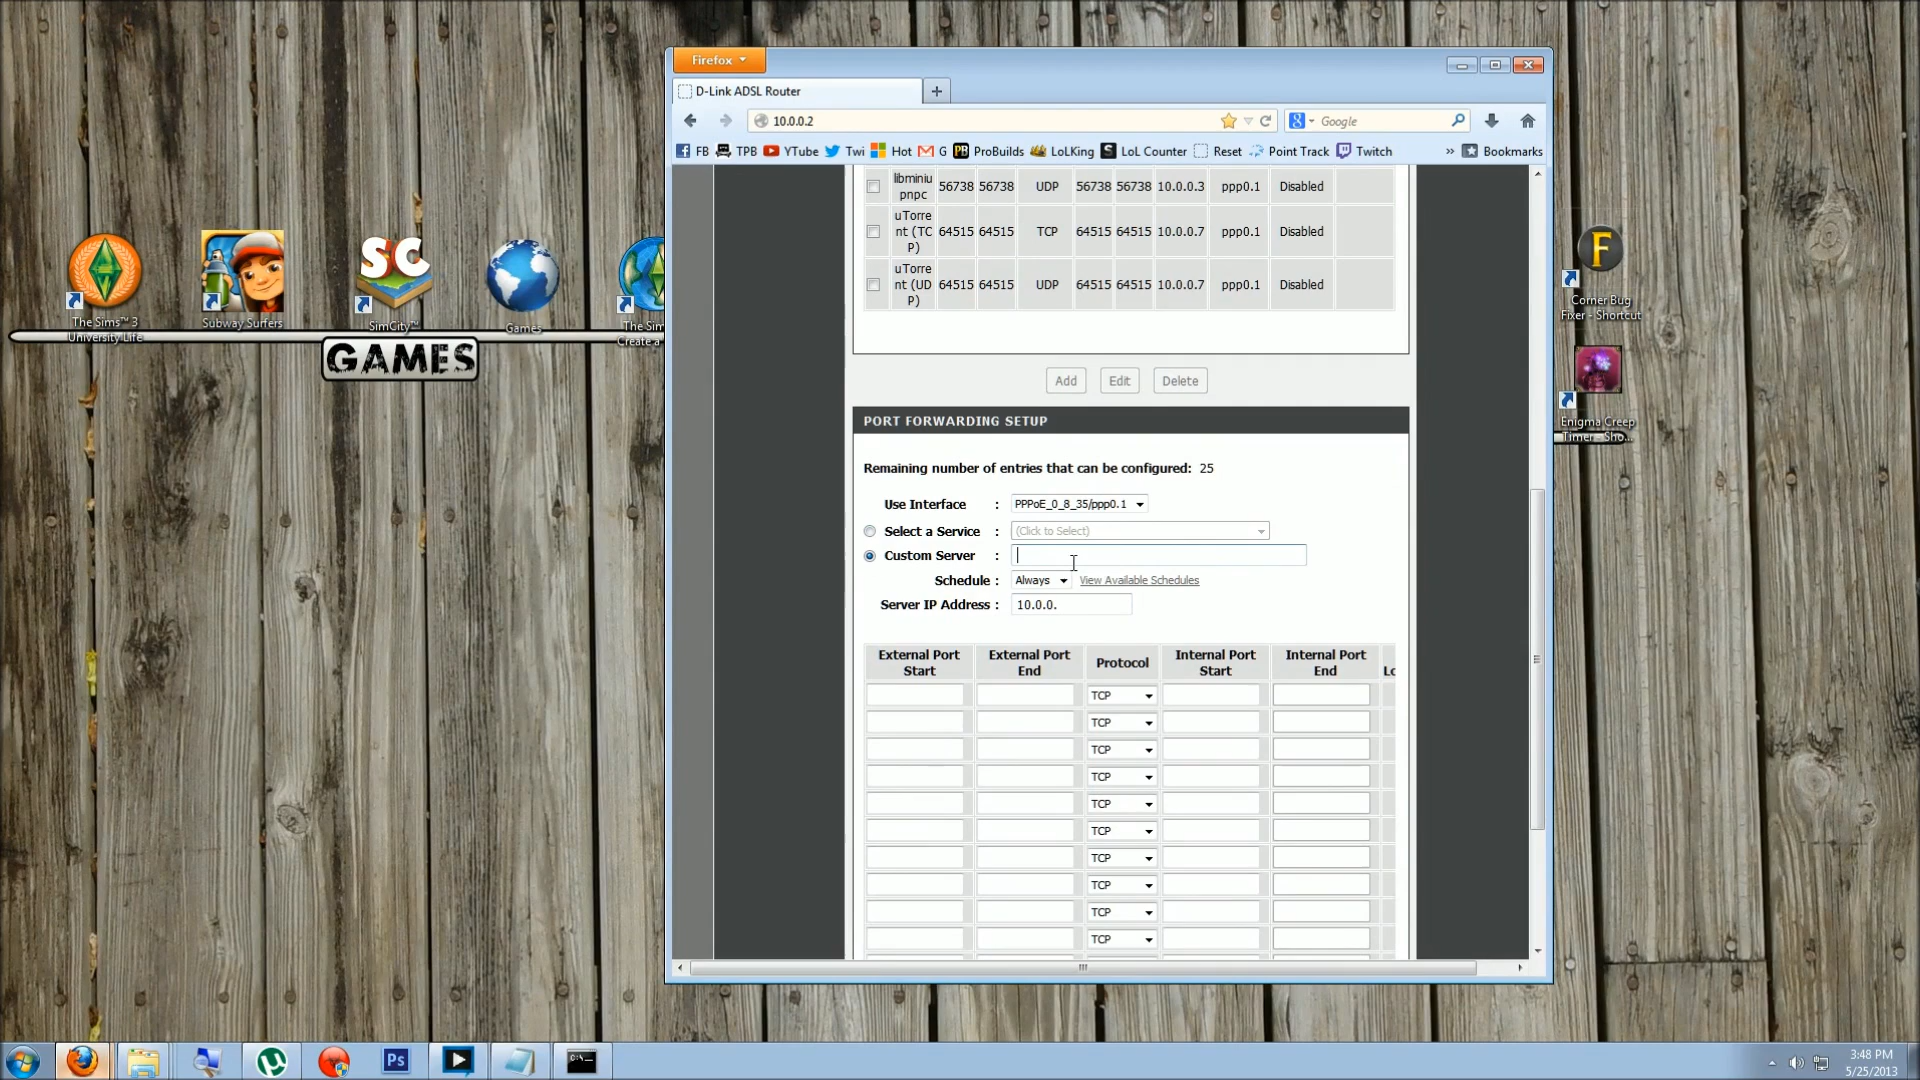 Firefox
D-Link ADSL Router
10.0.0.2
Google
FB TPB YTube Twi Hot G ProBuilds LoLKing LoL Counter Reset Point Track Twitch » Bookmarks
libminiu
pnpc
56738 56738 UDP 56738 56738 10.0.0.3 ppp0.1 Disabled
uTorre
nt (TC
P)
64515 64515 TCP 64515 64515 10.0.0.7 ppp0.1 Disabled
uTorre
nt (UD
P)
64515 64515 UDP 64515 64515 10.0.0.7 ppp0.1 Disabled
Add Edit Delete
PORT FORWARDING SETUP
Remaining number of entries that can be configured: 25
Use Interface : PPPoE_0_8_35/ppp0.1
Select a Service : (Click to Select)
Custom Server :
Schedule : Always View Available Schedules
Server IP Address : 10.0.0.
External Port
Start
External Port
End
Protocol
Internal Port
Start
Internal Port
End
TCP
TCP
TCP
TCP
TCP
TCP
TCP
TCP
TCP
TCP
The Sims™ 3
University Life
Subway Surfers
SC
SimCity™
Games
The Sim
Create a
GAMES
F
Corner Bug
Fixer - Shortcut
Enigma Creep
Timer - Sho...
Ps
C:\
3:48 PM
5/25/2013